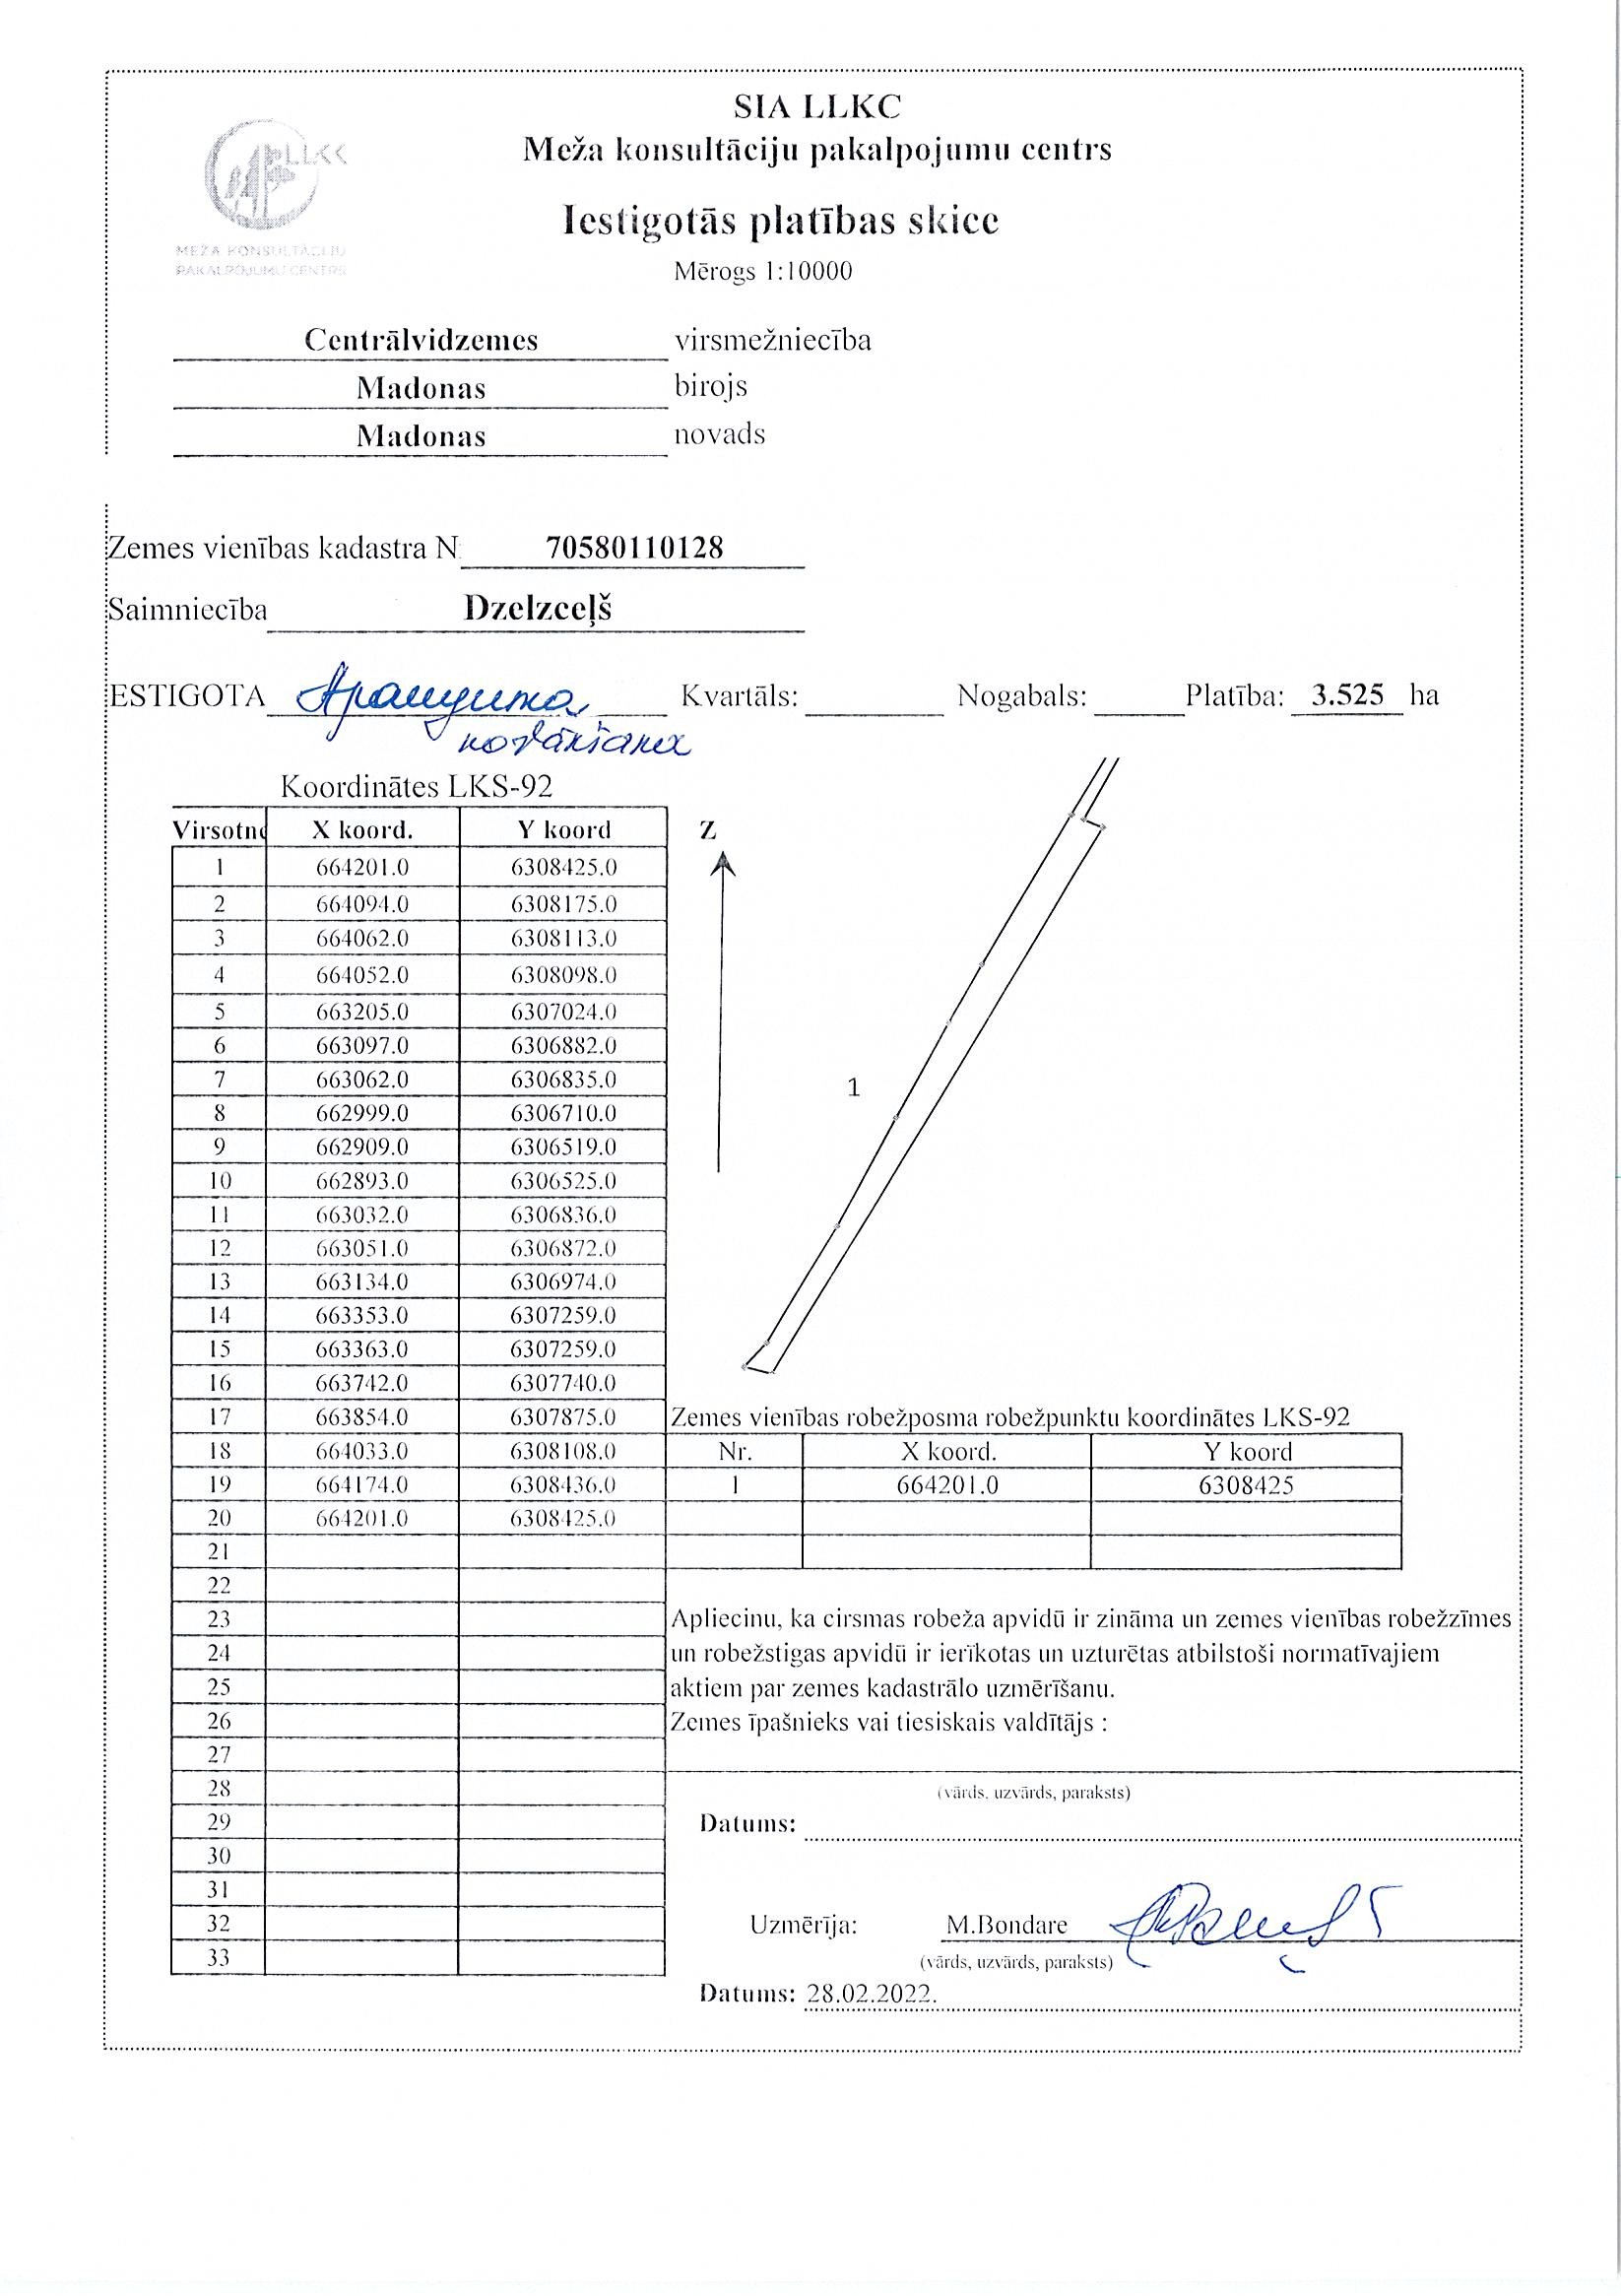 LLKC
MEŽA KONSULTĀCIJU
PAKALPOJUMU CENTRS
SIA LLKC
Meža konsultāciju pakalpojumu centrs
Iestigotās platības skice
Mērogs 1:10000
Centrālvidzemes virsmežniecība
Madonas birojs
Madonas novads
Zemes vienības kadastra N 70580110128
Saimniecība Dzelzceļš
ESTIGOTA Apauguma Kvartāls: Nogabals: Platība: 3.525 ha
novākšana
Koordinātes LKS-92
Virsotne X koord. Y koord
1 664201.0 6308425.0
2 664094.0 6308175.0
3 664062.0 6308113.0
4 664052.0 6308098.0
5 663205.0 6307024.0
6 663097.0 6306882.0
7 663062.0 6306835.0
8 662999.0 6306710.0
9 662909.0 6306519.0
10 662893.0 6306525.0
11 663032.0 6306836.0
12 663051.0 6306872.0
13 663134.0 6306974.0
14 663353.0 6307259.0
15 663363.0 6307259.0
16 663742.0 6307740.0
17 663854.0 6307875.0
18 664033.0 6308108.0
19 664174.0 6308436.0
20 664201.0 6308425.0
21
22
23
24
25
26
27
28
29
30
31
32
33
Z
1
Zemes vienības robežposma robežpunktu koordinātes LKS-92
Nr. X koord. Y koord
1 664201.0 6308425
Apliecinu, ka cirsmas robeža apvidū ir zināma un zemes vienības robežzīmes
un robežstigas apvidū ir ierīkotas un uzturētas atbilstoši normatīvajiem
aktiem par zemes kadastrālo uzmērīšanu.
Zemes īpašnieks vai tiesiskais valdītājs :
(vārds, uzvārds, paraksts)
Datums:
Uzmērīja: M.Bondare
(vārds, uzvārds, paraksts)
Datums: 28.02.2022.